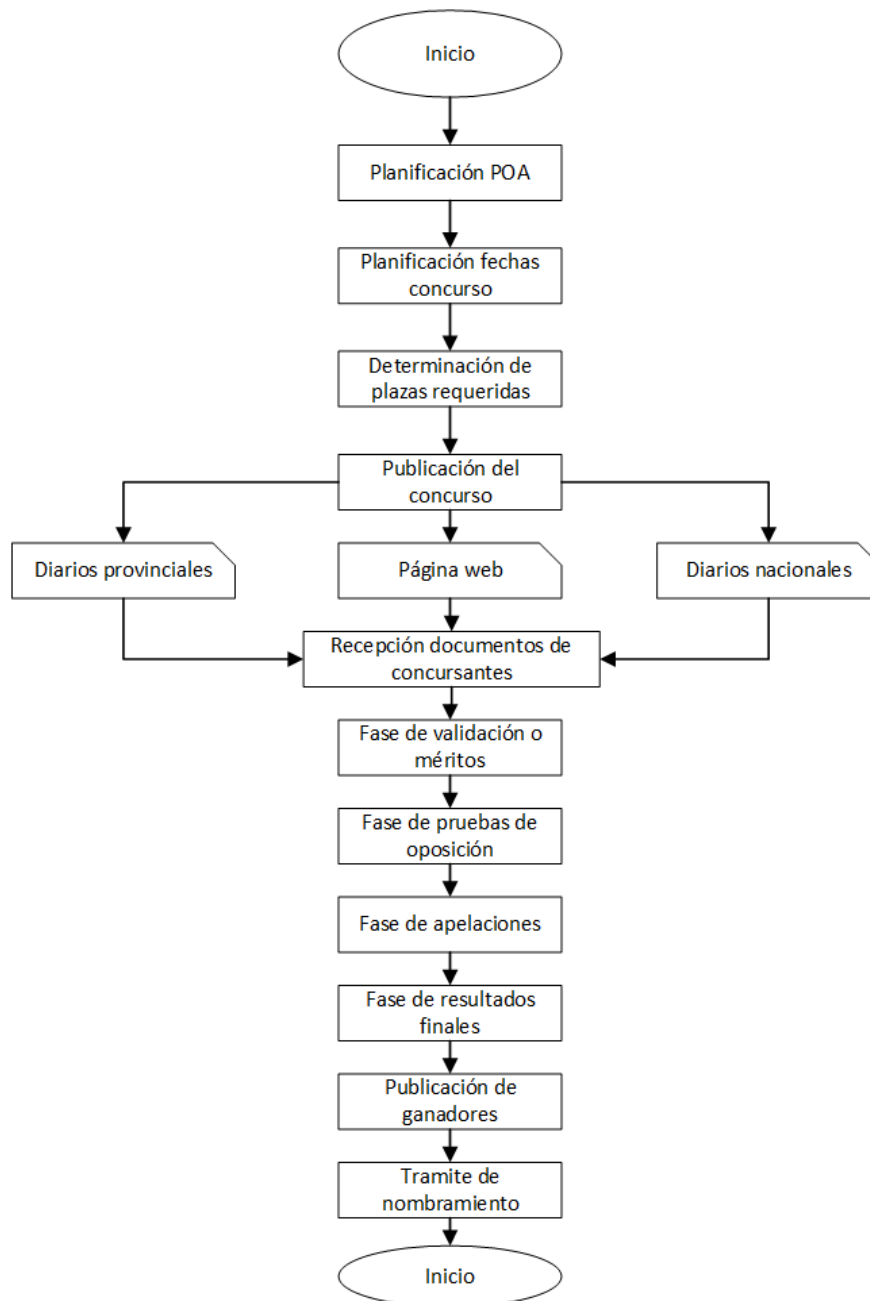 Inicio
Planificación POA
Planificación fechas
concurso
Determinación de
plazas requeridas
Publicación del
concurso
Diarios provinciales
Página web
Diarios nacionales
Recepción documentos de
concursantes
Fase de validación o
méritos
Fase de pruebas de
oposición
Fase de apelaciones
Fase de resultados
finales
Publicación de
ganadores
Tramite de
nombramiento
Inicio